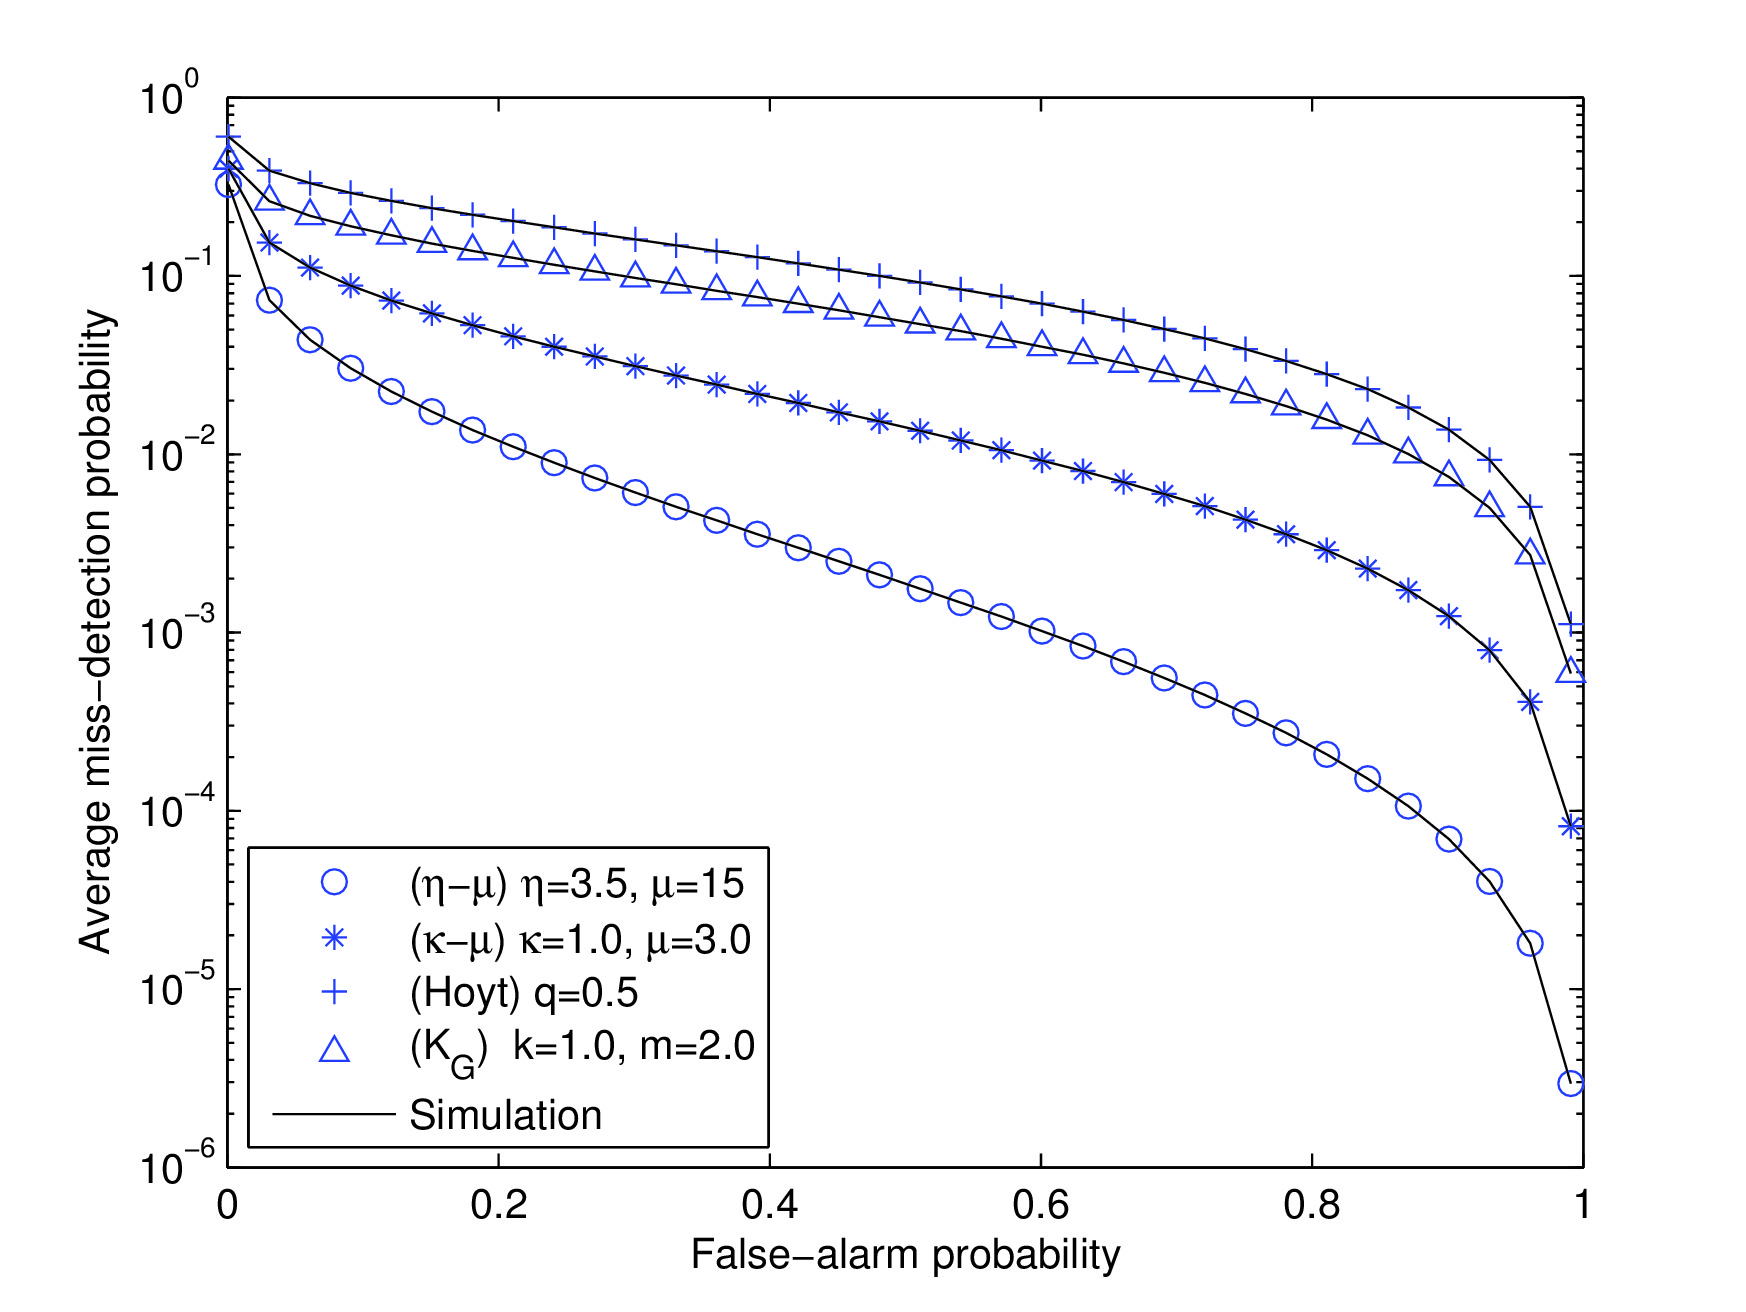 10^0
10^−1
10^−2
10^−3
10^−4
10^−5
10^−6
Average miss−detection probability
(η−μ) η=3.5, μ=15
(κ−μ) κ=1.0, μ=3.0
(Hoyt) q=0.5
(K_G) k=1.0, m=2.0
Simulation
0 0.2 0.4 0.6 0.8 1
False−alarm probability